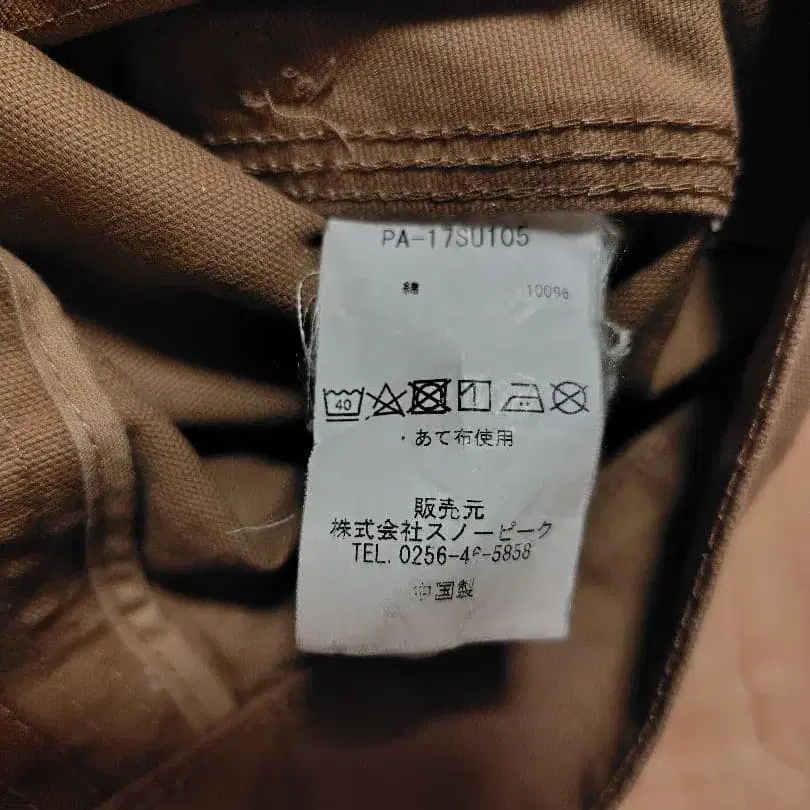 PA-17SU105
綿 100%
40
・あて布使用
販売元
株式会社スノーピーク
TEL. 0256-46-5858
中国製